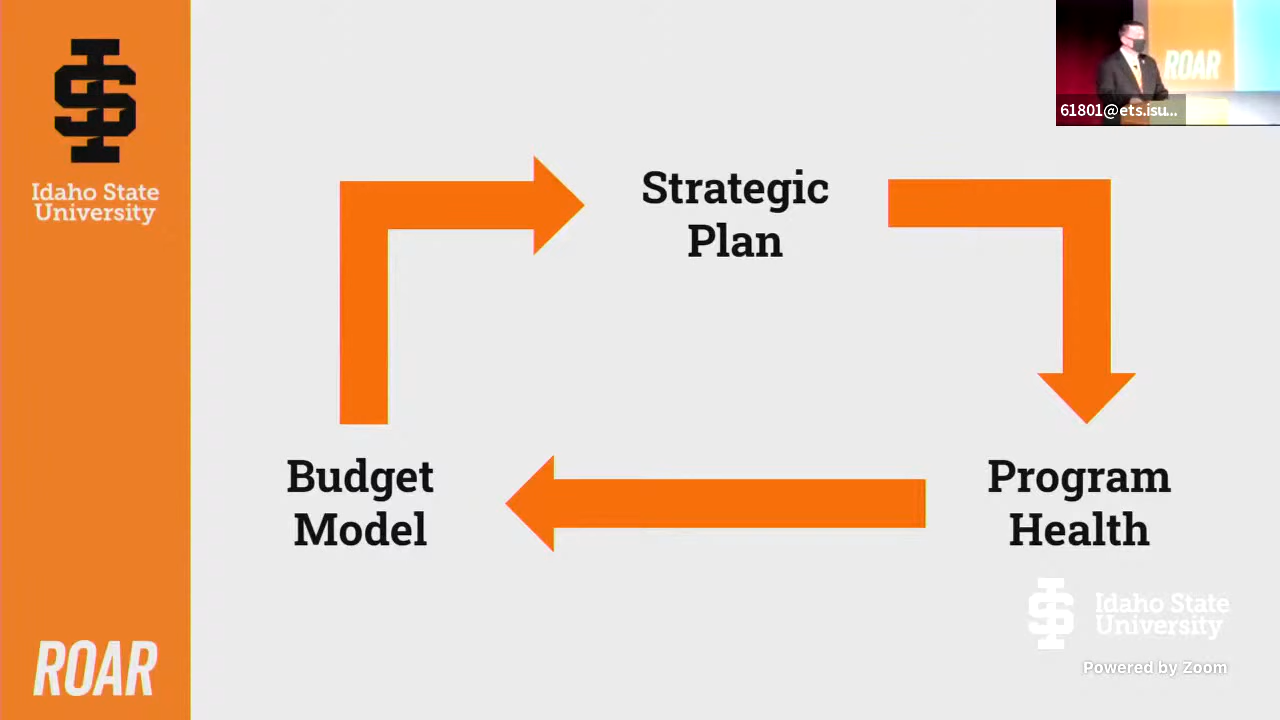 Idaho State
University
ROAR
61801@ets.isu...
Strategic
Plan
Budget
Model
Program
Health
Idaho State
University
Powered by Zoom
ROAR